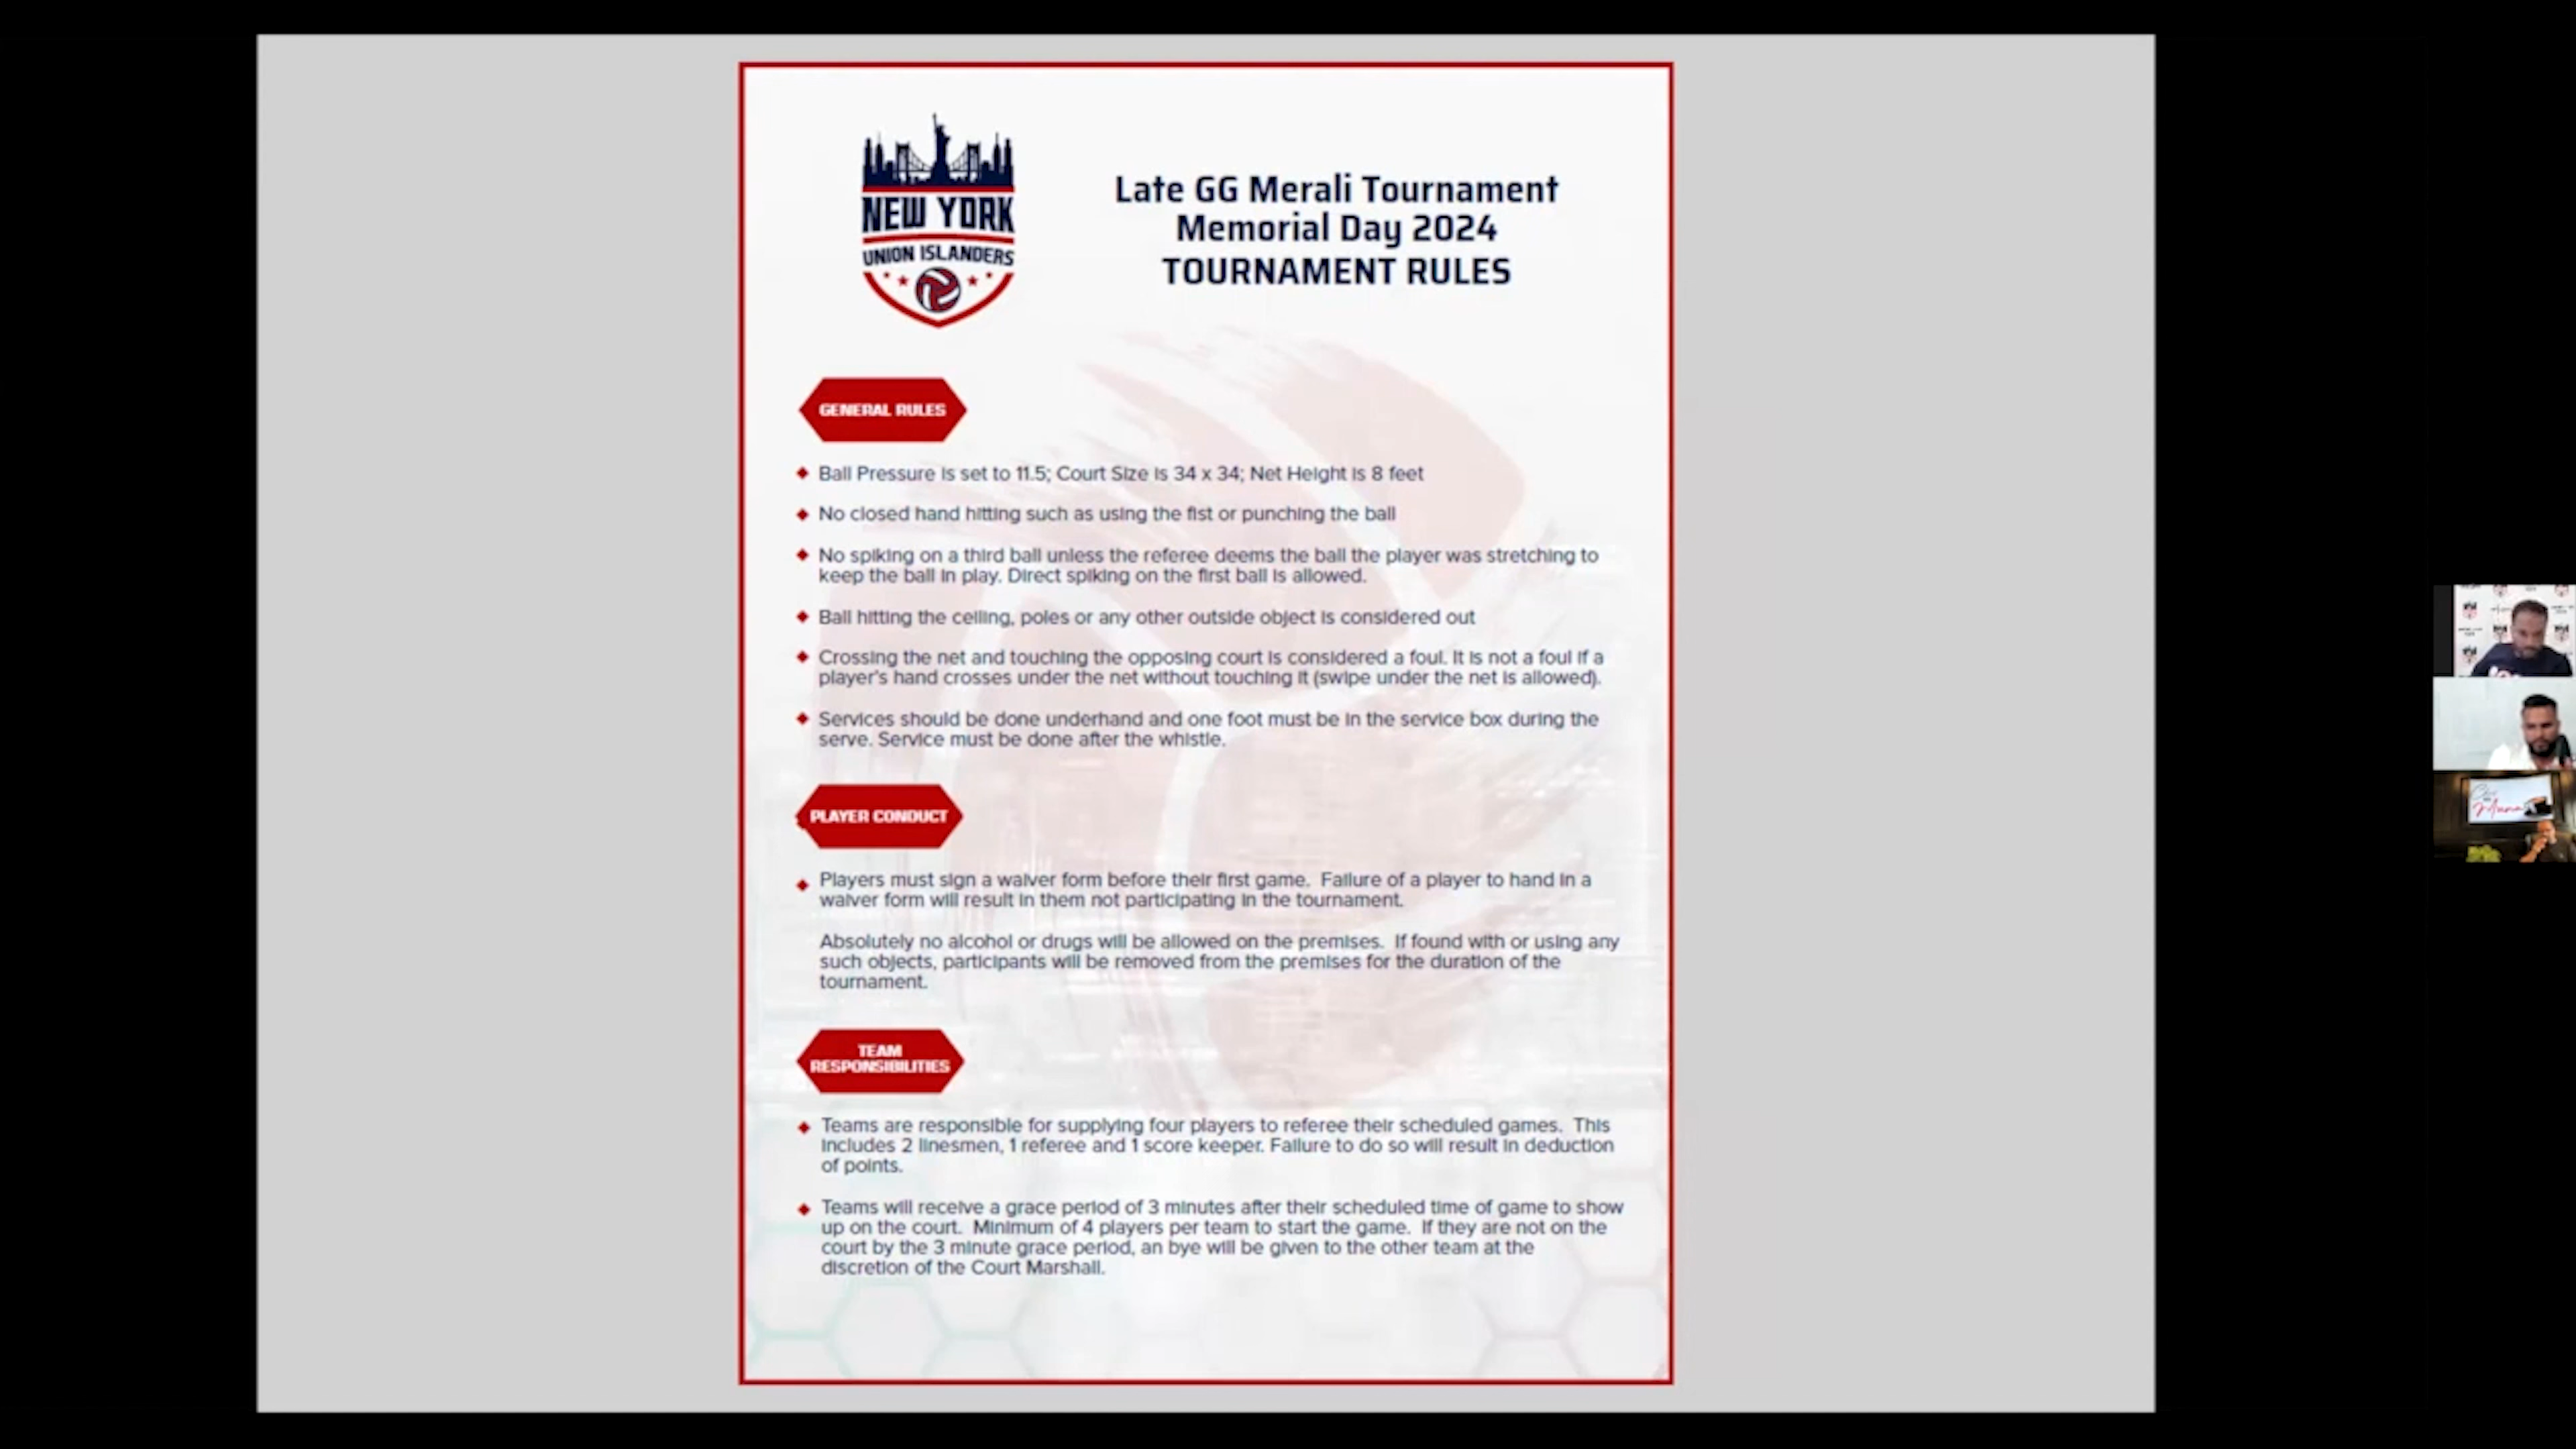 NEW YORK
UNION ISLANDERS
Late GG Merali Tournament
Memorial Day 2024
TOURNAMENT RULES
GENERAL RULES
Ball Pressure is set to 11.5; Court Size is 34 x 34; Net Height is 8 feet
No closed hand hitting such as using the fist or punching the ball
No spiking on a third ball unless the referee deems the ball the player was stretching to
keep the ball in play. Direct spiking on the first ball is allowed.
Ball hitting the ceiling, poles or any other outside object is considered out
Crossing the net and touching the opposing court is considered a foul. It is not a foul if a
player's hand crosses under the net without touching it (swipe under the net is allowed).
Services should be done underhand and one foot must be in the service box during the
serve. Service must be done after the whistle.
PLAYER CONDUCT
Players must sign a waiver form before their first game. Failure of a player to hand in a
waiver form will result in them not participating in the tournament.
Absolutely no alcohol or drugs will be allowed on the premises. If found with or using any
such objects, participants will be removed from the premises for the duration of the
tournament.
TEAM
RESPONSIBILITIES
Teams are responsible for supplying four players to referee their scheduled games. This
includes 2 linesmen, 1 referee and 1 score keeper. Failure to do so will result in deduction
of points.
Teams will receive a grace period of 3 minutes after their scheduled time of game to show
up on the court. Minimum of 4 players per team to start the game. If they are not on the
court by the 3 minute grace period, an bye will be given to the other team at the
discretion of the Court Marshall.